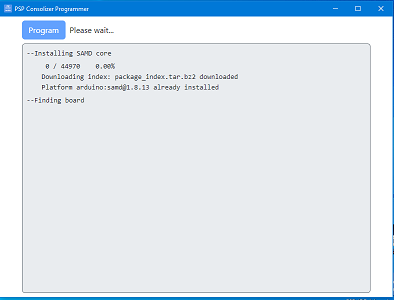 PSP Consolizer Programmer
Program Please wait...
--Installing SAMD core
0 / 44970 0.00%
Downloading index: package_index.tar.bz2 downloaded
Platform arduino:samd@1.8.13 already installed
--Finding board